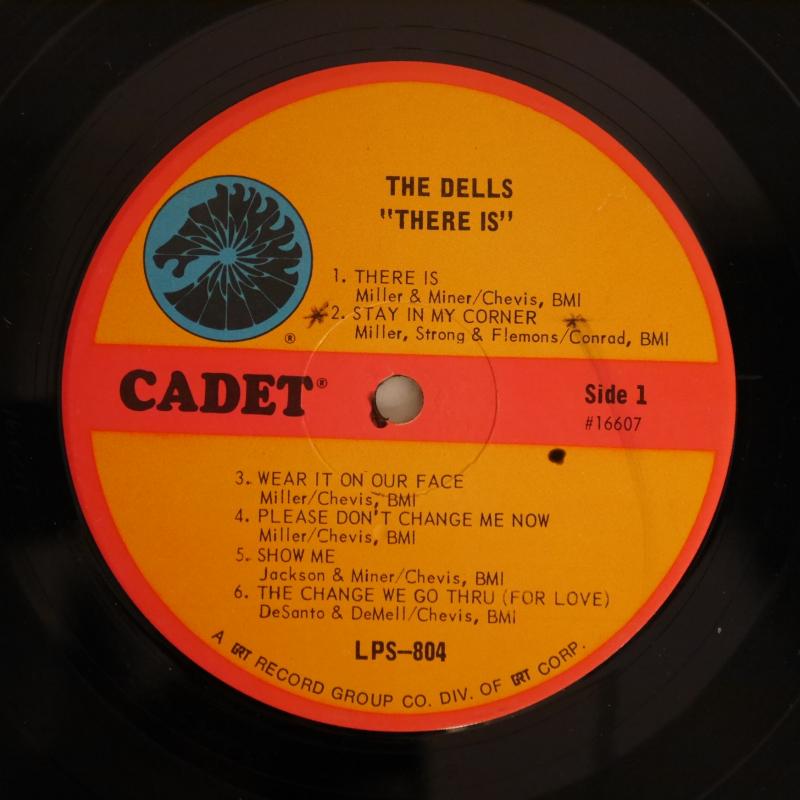 THE DELLS
"THERE IS"
1. THERE IS
Miller & Miner/Chevis, BMI
2. STAY IN MY CORNER
Miller, Strong & Flemons/Conrad, BMI
®
CADET®
Side 1
#16607
3. WEAR IT ON OUR FACE
Miller/Chevis, BMI
4. PLEASE DON'T CHANGE ME NOW
Miller/Chevis, BMI
5. SHOW ME
Jackson & Miner/Chevis, BMI
6. THE CHANGE WE GO THRU (FOR LOVE)
DeSanto & DeMell/Chevis, BMI
LPS-804
A GRT RECORD GROUP CO. DIV. OF GRT CORP.